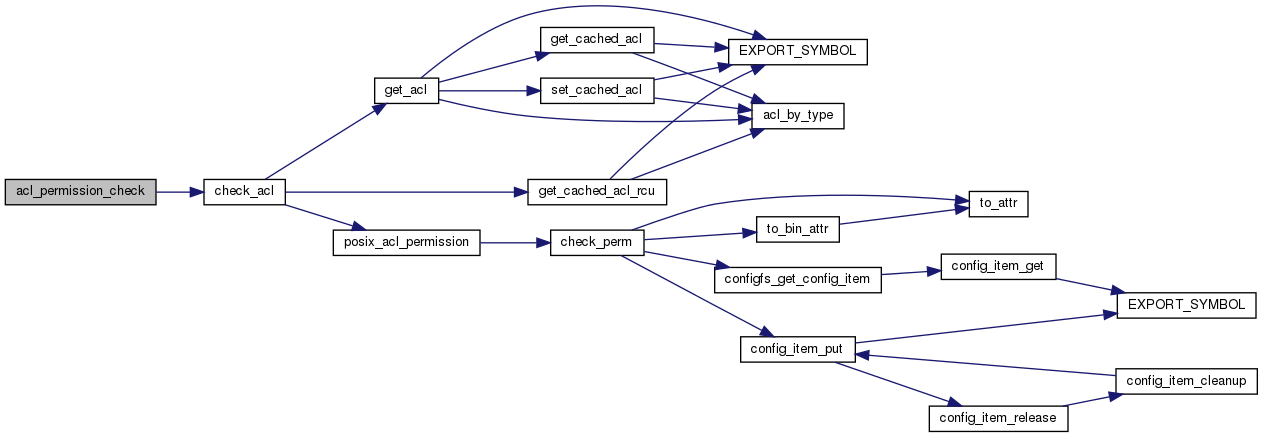 acl_permission_check
check_acl
get_acl
get_cached_acl
set_cached_acl
EXPORT_SYMBOL
acl_by_type
get_cached_acl_rcu
posix_acl_permission
check_perm
to_attr
to_bin_attr
configfs_get_config_item
config_item_get
EXPORT_SYMBOL
config_item_put
config_item_cleanup
config_item_release